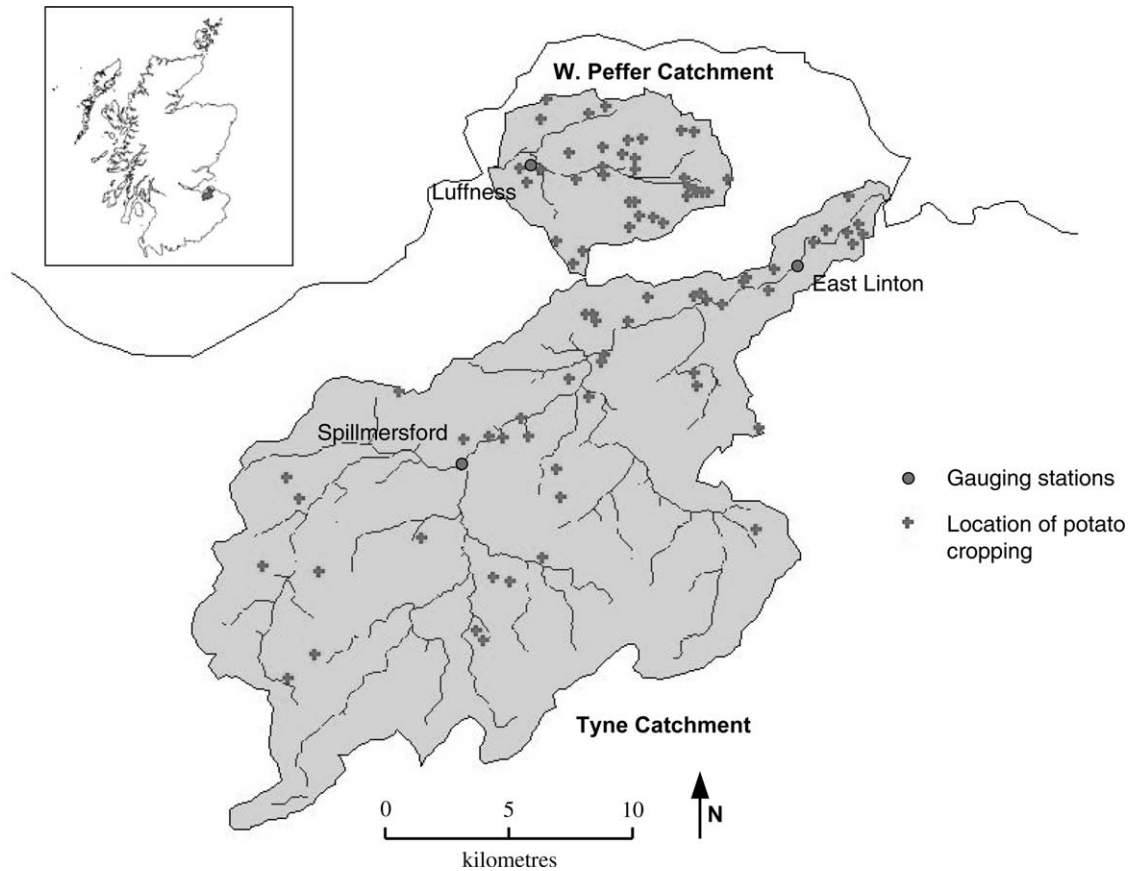 W. Peffer Catchment
Luffness
East Linton
Spillmersford
Gauging stations
Location of potato
cropping
Tyne Catchment
0 5 10
N
kilometres